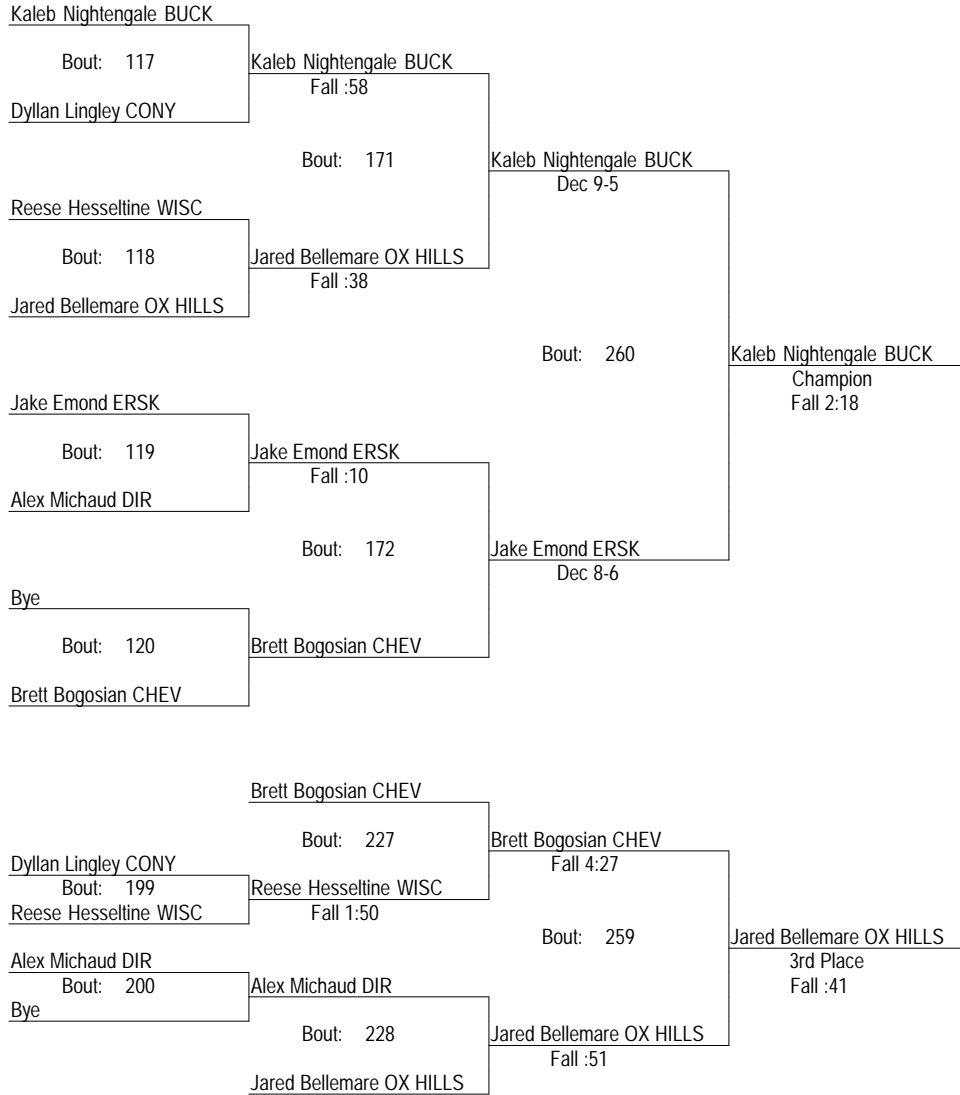 Kaleb Nightengale BUCK
Bout: 117
Kaleb Nightengale BUCK
Fall :58
Dyllan Lingley CONY
Bout: 171
Kaleb Nightengale BUCK
Dec 9-5
Reese Hesseltine WISC
Bout: 118
Jared Bellemare OX HILLS
Fall :38
Jared Bellemare OX HILLS
Bout: 260
Kaleb Nightengale BUCK
Champion
Fall 2:18
Jake Emond ERSK
Bout: 119
Jake Emond ERSK
Fall :10
Alex Michaud DIR
Bout: 172
Jake Emond ERSK
Dec 8-6
Bye
Bout: 120
Brett Bogosian CHEV
Brett Bogosian CHEV
Brett Bogosian CHEV
Bout: 227
Brett Bogosian CHEV
Fall 4:27
Dyllan Lingley CONY
Bout: 199
Reese Hesseltine WISC
Reese Hesseltine WISC
Fall 1:50
Bout: 259
Jared Bellemare OX HILLS
3rd Place
Fall :41
Alex Michaud DIR
Bout: 200
Alex Michaud DIR
Bye
Bout: 228
Jared Bellemare OX HILLS
Fall :51
Jared Bellemare OX HILLS